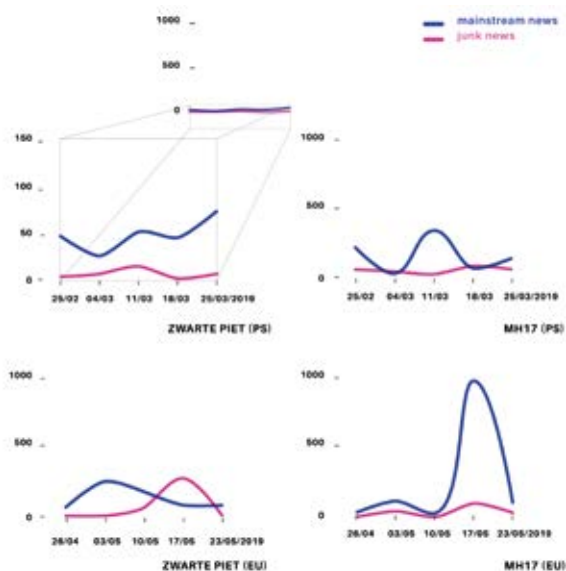 1000
500
0
mainstream news
junk news
150
100
50
0
25/02 04/03 11/03 18/03 25/03/2019
ZWARTE PIET (PS)
1000
500
0
25/02 04/03 11/03 18/03 25/03/2019
MH17 (PS)
1000
500
0
26/04 03/05 10/05 17/05 23/05/2019
ZWARTE PIET (EU)
1000
500
0
26/04 03/05 10/05 17/05 23/05/2019
MH17 (EU)